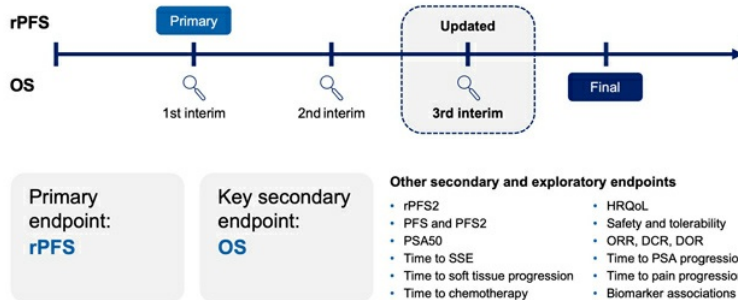 rPFS
Primary
Updated
OS
1st interim
2nd interim
3rd interim
Final
Primary
endpoint:
rPFS
Key secondary
endpoint:
OS
Other secondary and exploratory endpoints
• rPFS2
• PFS and PFS2
• PSA50
• Time to SSE
• Time to soft tissue progression
• Time to chemotherapy
• HRQoL
• Safety and tolerability
• ORR, DCR, DOR
• Time to PSA progressio
• Time to pain progressio
• Biomarker associations